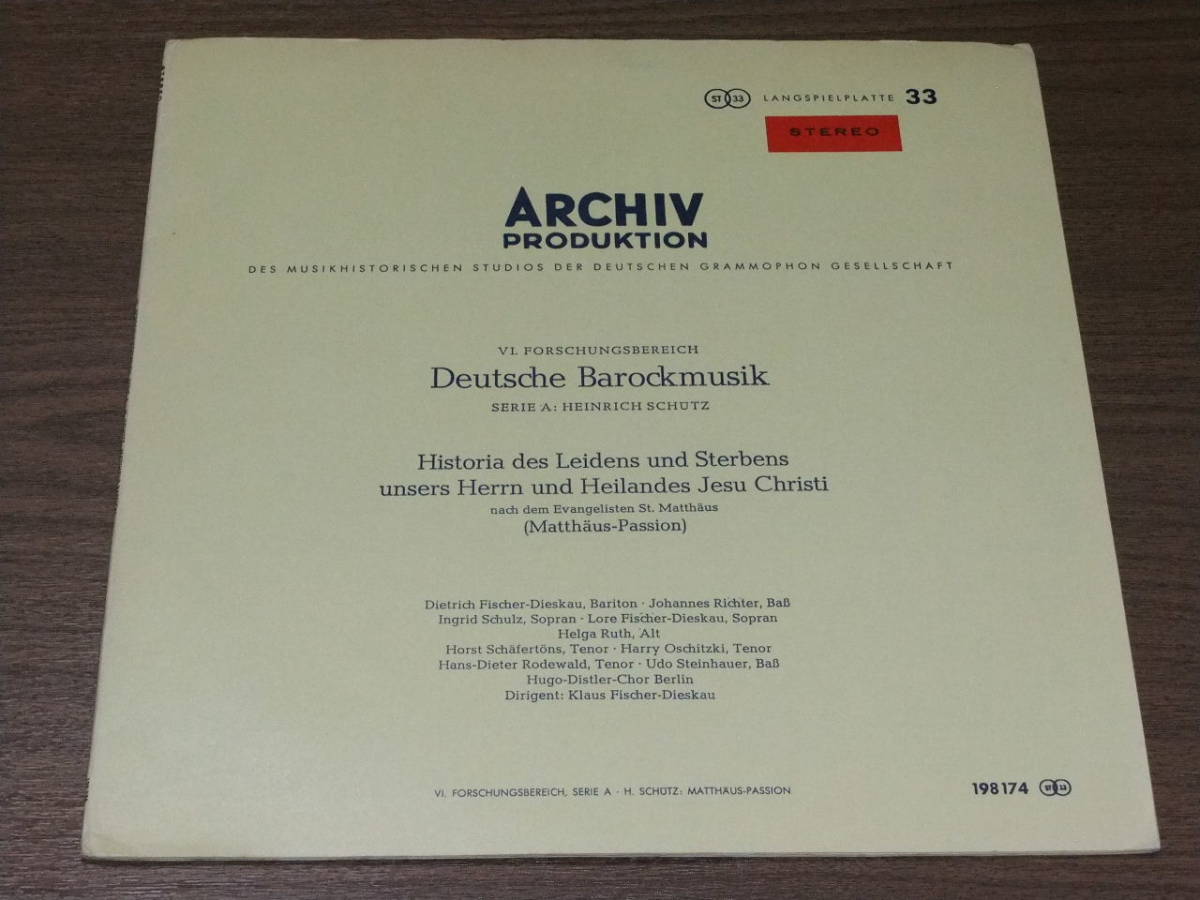 ST 33 LANGSPIELPLATTE 33
STEREO
ARCHIV
PRODUKTION
DES MUSIKHISTORISCHEN STUDIOS DER DEUTSCHEN GRAMMOPHON GESELLSCHAFT
VI. FORSCHUNGSBEREICH
Deutsche Barockmusik
SERIE A: HEINRICH SCHÜTZ
Historia des Leidens und Sterbens
unsers Herrn und Heilandes Jesu Christi
nach dem Evangelisten St. Matthäus
(Matthäus-Passion)
Dietrich Fischer-Dieskau, Bariton · Johannes Richter, Baß
Ingrid Schulz, Sopran · Lore Fischer-Dieskau, Sopran
Helga Ruth, Alt
Horst Schäfertöns, Tenor · Harry Oschitzki, Tenor
Hans-Dieter Rodewald, Tenor · Udo Steinhauer, Baß
Hugo-Distler-Chor Berlin
Dirigent: Klaus Fischer-Dieskau
VI. FORSCHUNGSBEREICH, SERIE A · H. SCHÜTZ: MATTHÄUS-PASSION
198174 ST 33